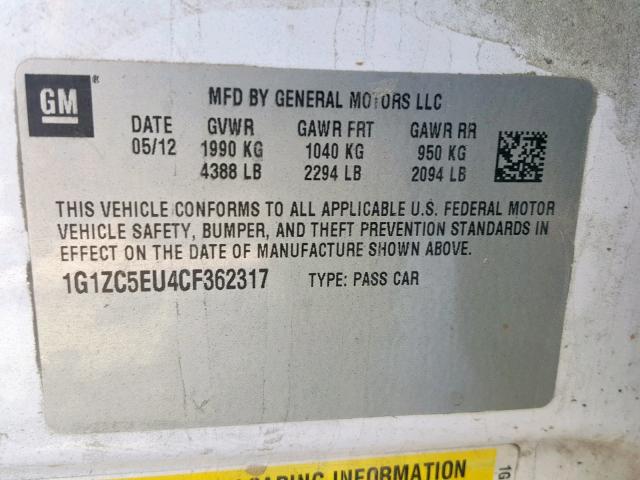 GM ®
MFD BY GENERAL MOTORS LLC
DATE GVWR GAWR FRT GAWR RR
05/12 1990 KG 1040 KG 950 KG
4388 LB 2294 LB 2094 LB
THIS VEHICLE CONFORMS TO ALL APPLICABLE U.S. FEDERAL MOTOR
VEHICLE SAFETY, BUMPER, AND THEFT PREVENTION STANDARDS IN
EFFECT ON THE DATE OF MANUFACTURE SHOWN ABOVE.
1G1ZC5EU4CF362317 TYPE: PASS CAR
LOADING INFORMATION
1G